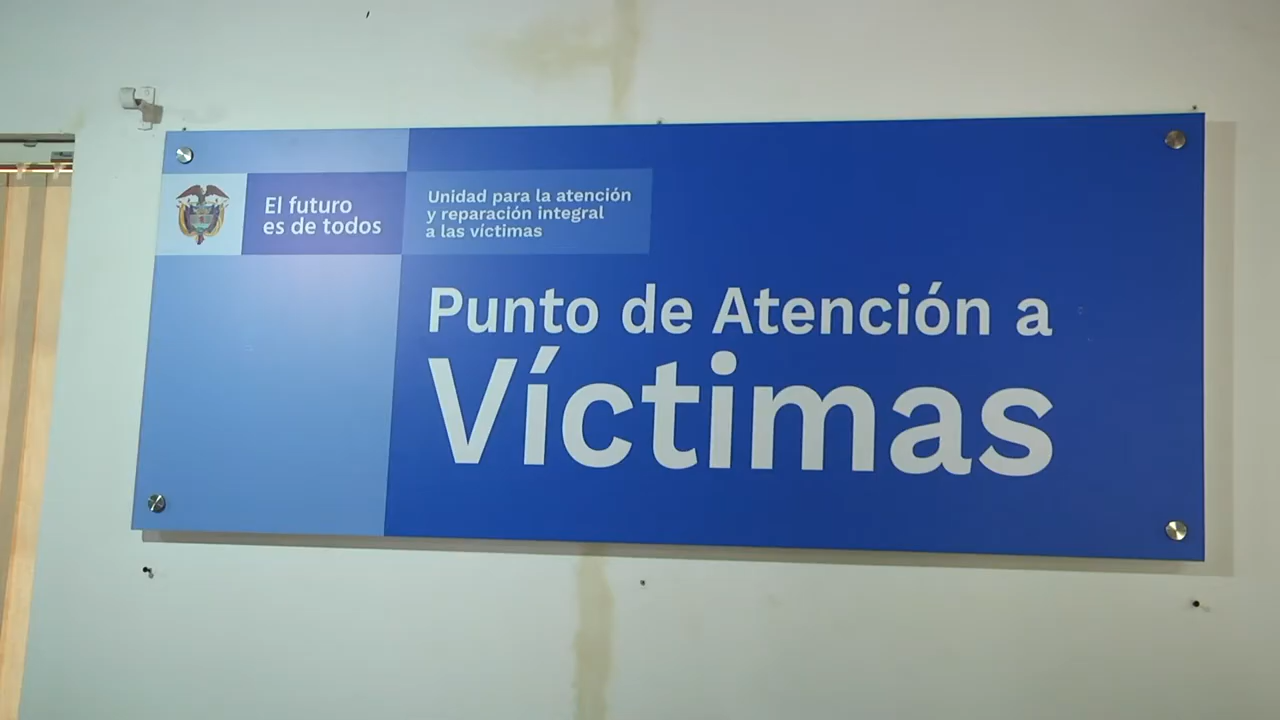 El futuro
es de todos
Unidad para la atención
y reparación integral
a las víctimas
Punto de Atención a
Víctimas